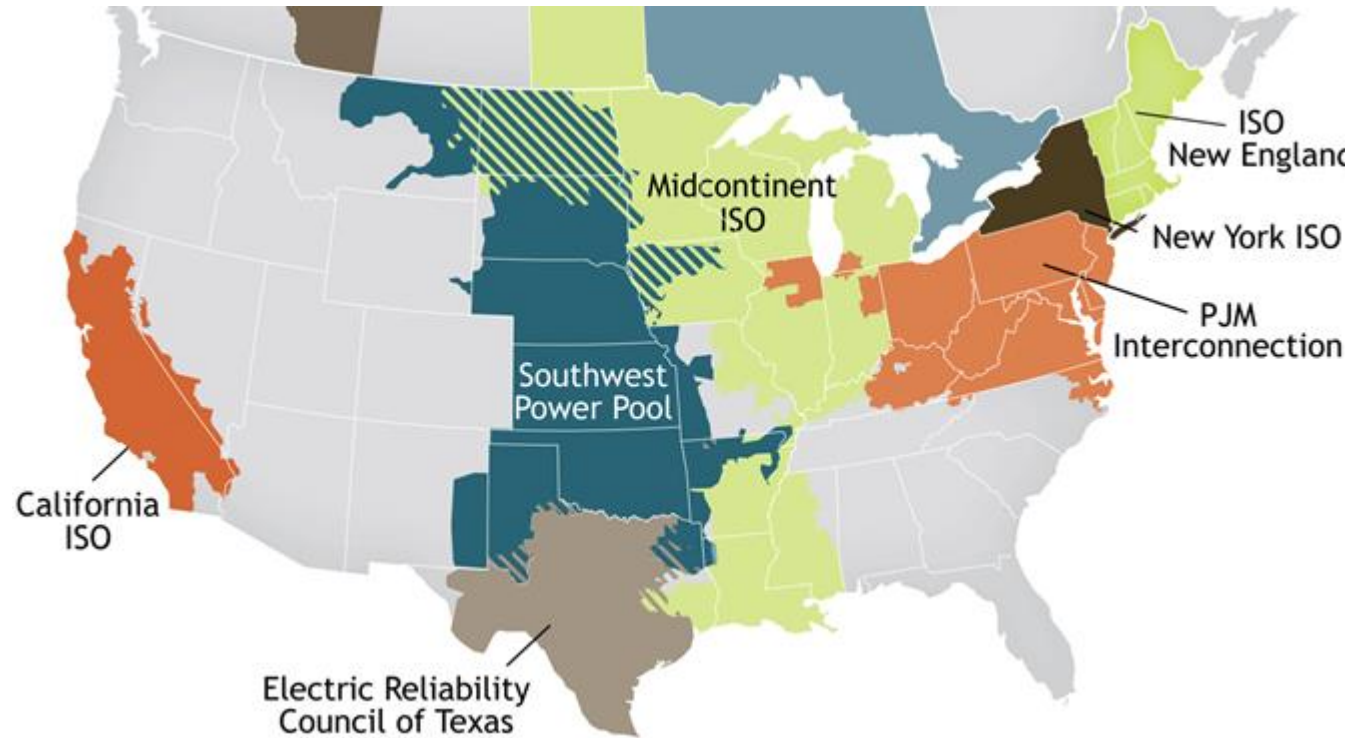 ISO
New England
Midcontinent
ISO
New York ISO
PJM
Interconnection
Southwest
Power Pool
California
ISO
Electric Reliability
Council of Texas